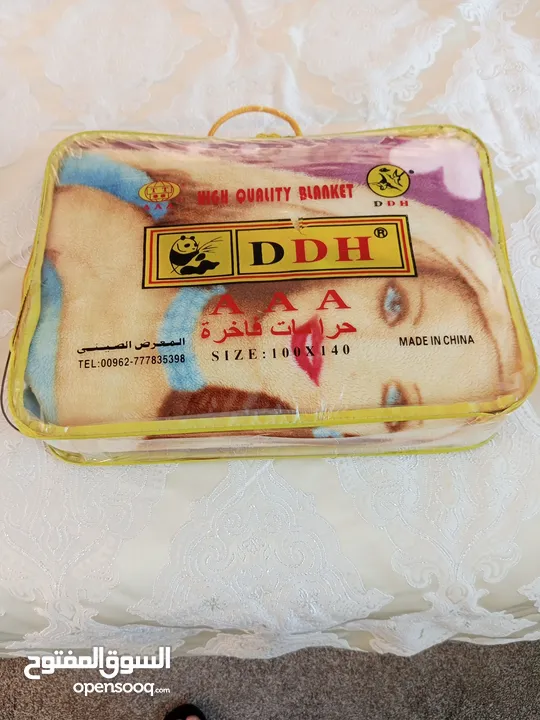 HIGH QUALITY BLANKET
A
DDH
DDH®
AAA
حرامات فاخرة
المعرض الصيني
TEL: 00962-777835398
SIZE:100X140
MADE IN CHINA
السوق المفتوح
opensooq.com